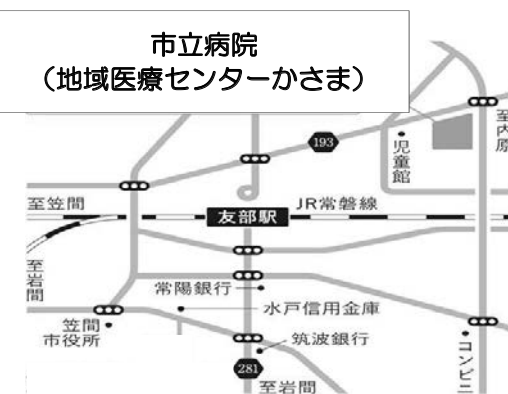 市立病院
（地域医療センターかさま）
193
児童館
至内原
至笠間
友部駅
JR常磐線
至岩間
常陽銀行
水戸信用金庫
笠間
市役所
筑波銀行
コンビニ
281
至岩間